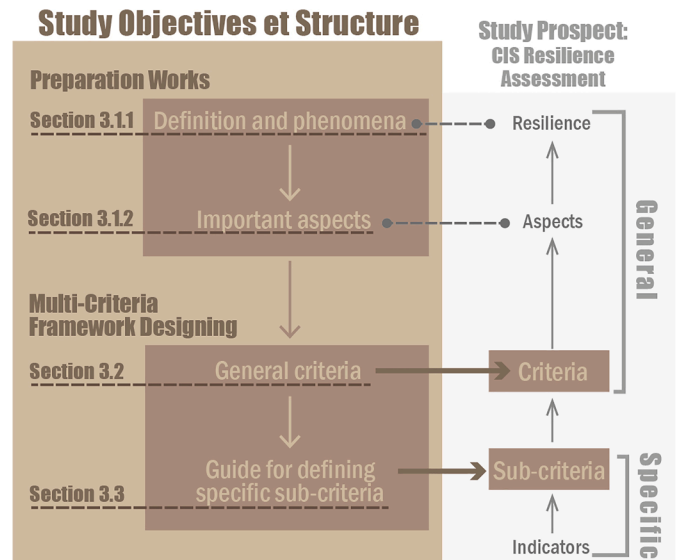 Study Objectives et Structure
Study Prospect:
CIS Resilience
Assessment
Preparation Works
Section 3.1.1
Definition and phenomena
Resilience
Section 3.1.2
Important aspects
Aspects
General
Multi-Criteria
Framework Designing
Section 3.2
General criteria
Criteria
Guide for defining
specific sub-criteria
Section 3.3
Sub-criteria
Specific
Indicators